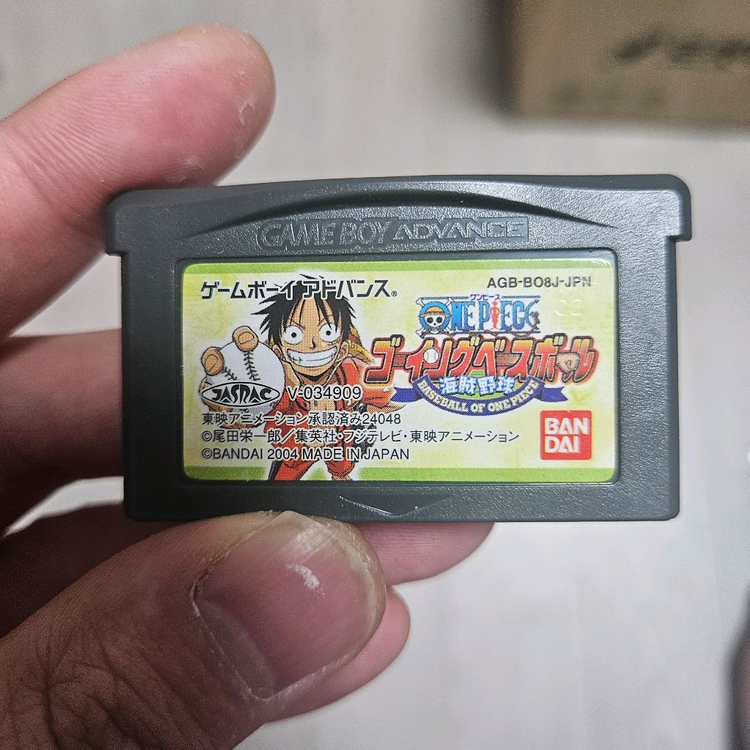 GAME BOY ADVANCE
ゲームボーイアドバンス®
AGB-BO8J-JPN
ワンピース
ONE PIECE
ゴーイングベースボール
海賊野球
BASEBALL OF ONE PIECE
JASRAC
V-034909
東映アニメーション承認済み24048
©尾田栄一郎／集英社・フジテレビ・東映アニメーション
©BANDAI 2004 MADE IN JAPAN
BAN
DAI